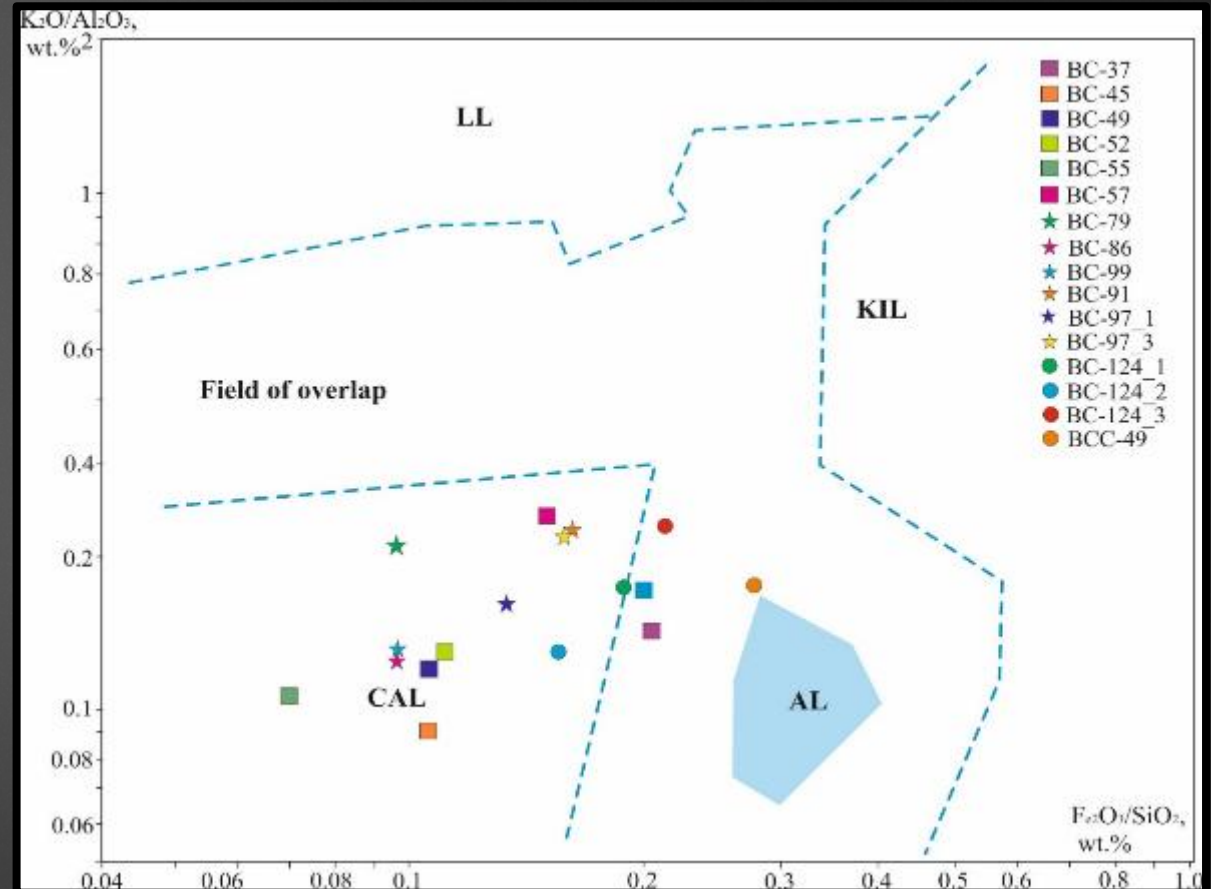 K₂O/Al₂O₃,
wt.%
2
LL
BC-37
BC-45
BC-49
BC-52
BC-55
BC-57
1
BC-79
BC-86
0.8
BC-99
BC-91
KIL
BC-97_1
0.6
BC-97_3
BC-124_1
Field of overlap
BC-124_2
BC-124_3
BCC-49
0.4
0.2
0.1
CAL
AL
0.08
0.06
Fe₂O₃/SiO₂,
wt.%
0.04 0.06 0.08 0.1 0.2 0.3 0.4 0.5 0.6 0.8 1.0